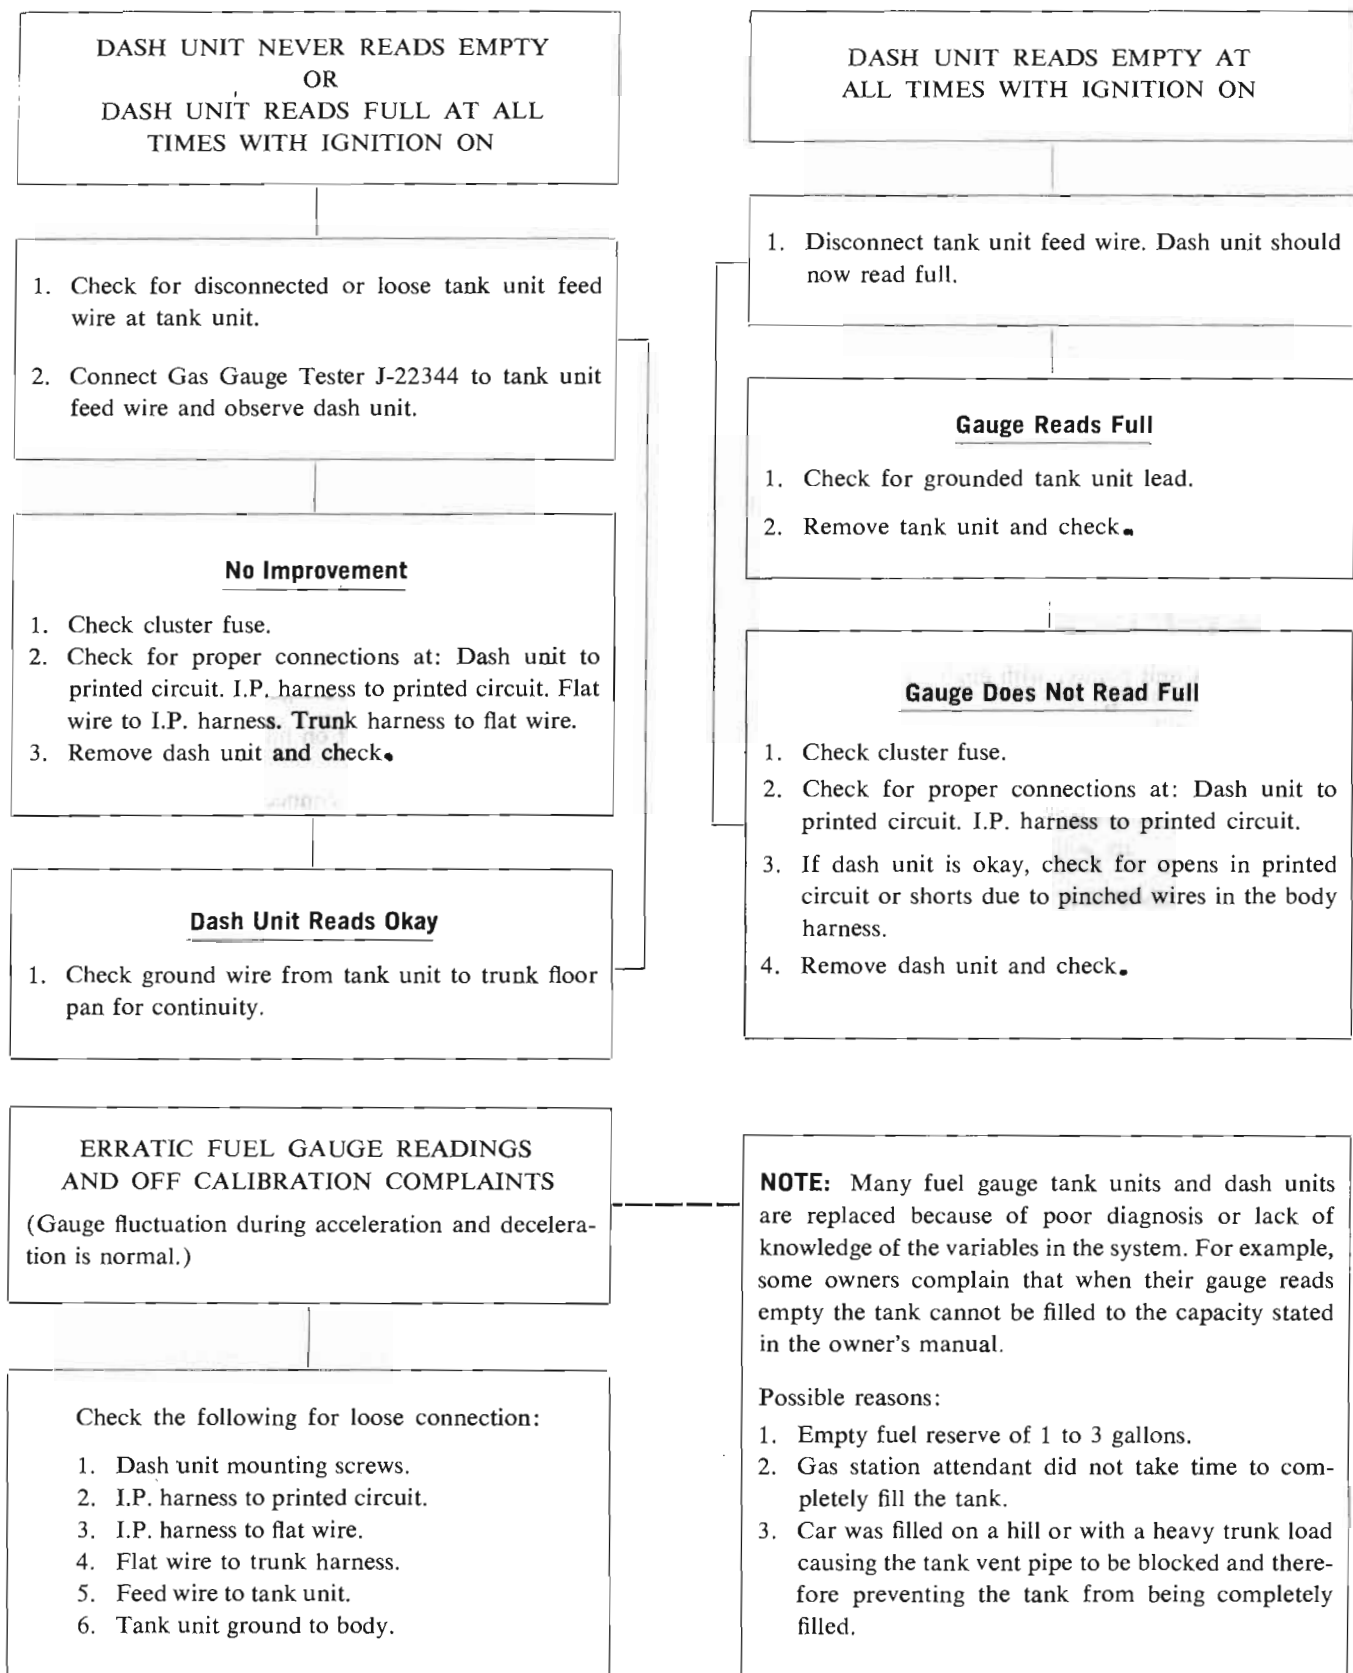 DASH UNIT NEVER READS EMPTY
OR
DASH UNIT READS FULL AT ALL
TIMES WITH IGNITION ON
1. Check for disconnected or loose tank unit feed
wire at tank unit.
2. Connect Gas Gauge Tester J-22344 to tank unit
feed wire and observe dash unit.
No Improvement
1. Check cluster fuse.
2. Check for proper connections at: Dash unit to
printed circuit. I.P. harness to printed circuit. Flat
wire to I.P. harness. Trunk harness to flat wire.
3. Remove dash unit and check.
Dash Unit Reads Okay
1. Check ground wire from tank unit to trunk floor
pan for continuity.
DASH UNIT READS EMPTY AT
ALL TIMES WITH IGNITION ON
1. Disconnect tank unit feed wire. Dash unit should
now read full.
Gauge Reads Full
1. Check for grounded tank unit lead.
2. Remove tank unit and check.
Gauge Does Not Read Full
1. Check cluster fuse.
2. Check for proper connections at: Dash unit to
printed circuit. I.P. harness to printed circuit.
3. If dash unit is okay, check for opens in printed
circuit or shorts due to pinched wires in the body
harness.
4. Remove dash unit and check.
ERRATIC FUEL GAUGE READINGS
AND OFF CALIBRATION COMPLAINTS
(Gauge fluctuation during acceleration and decelera-
tion is normal.)
Check the following for loose connection:
1. Dash unit mounting screws.
2. I.P. harness to printed circuit.
3. I.P. harness to flat wire.
4. Flat wire to trunk harness.
5. Feed wire to tank unit.
6. Tank unit ground to body.
NOTE: Many fuel gauge tank units and dash units
are replaced because of poor diagnosis or lack of
knowledge of the variables in the system. For example,
some owners complain that when their gauge reads
empty the tank cannot be filled to the capacity stated
in the owner's manual.
Possible reasons:
1. Empty fuel reserve of 1 to 3 gallons.
2. Gas station attendant did not take time to com-
pletely fill the tank.
3. Car was filled on a hill or with a heavy trunk load
causing the tank vent pipe to be blocked and there-
fore preventing the tank from being completely
filled.